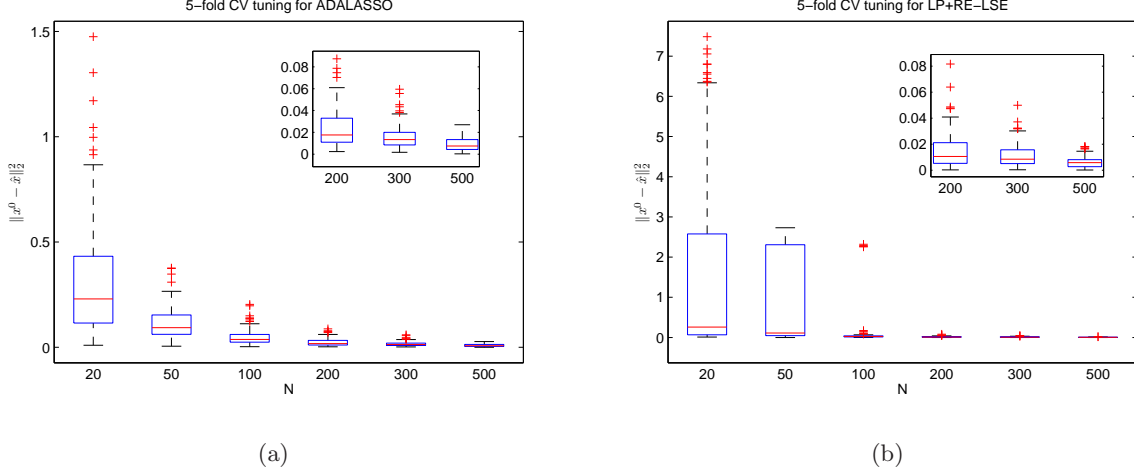 5−fold CV tuning for ADALASSO
1.5
1
0.5
0
‖x⁰ − x̂‖₂²
20 50 100 200 300 500
N
0.08
0.06
0.04
0.02
0
200 300 500
(a)
5−fold CV tuning for LP+RE−LSE
7
6
5
4
3
2
1
0
‖x⁰ − x̂‖₂²
20 50 100 200 300 500
N
0.08
0.06
0.04
0.02
0
200 300 500
(b)